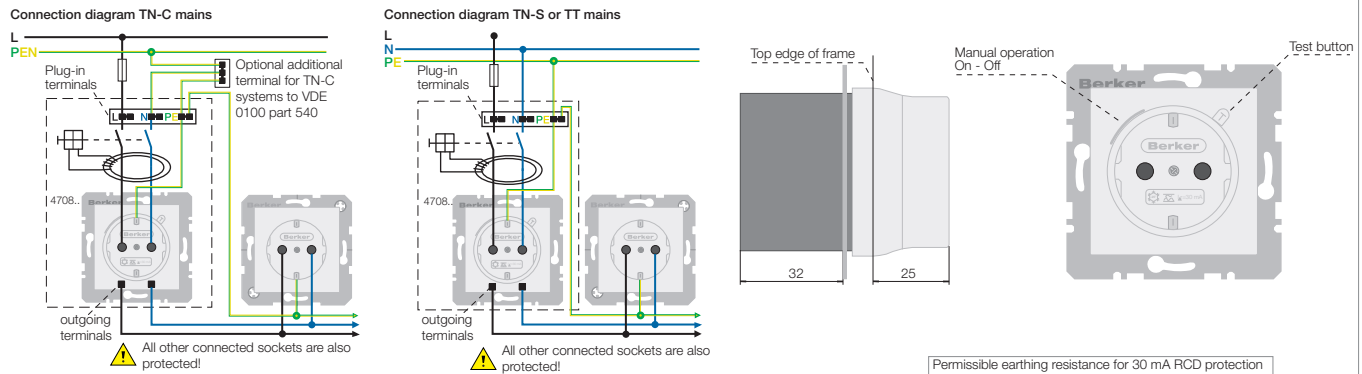 Connection diagram TN-C mains
L
PEN
Plug-in
terminals
Optional additional
terminal for TN-C
systems to VDE
0100 part 540
L
N
PE
4708..
Berker
Berker
outgoing
terminals
All other connected sockets are also
protected!
Connection diagram TN-S or TT mains
L
N
PE
Plug-in
terminals
L
N
PE
4708..
Berker
Berker
outgoing
terminals
All other connected sockets are also
protected!
Top edge of frame
32
25
Manual operation
On - Off
Test button
Berker
T
Berker
Permissible earthing resistance for 30 mA RCD protection